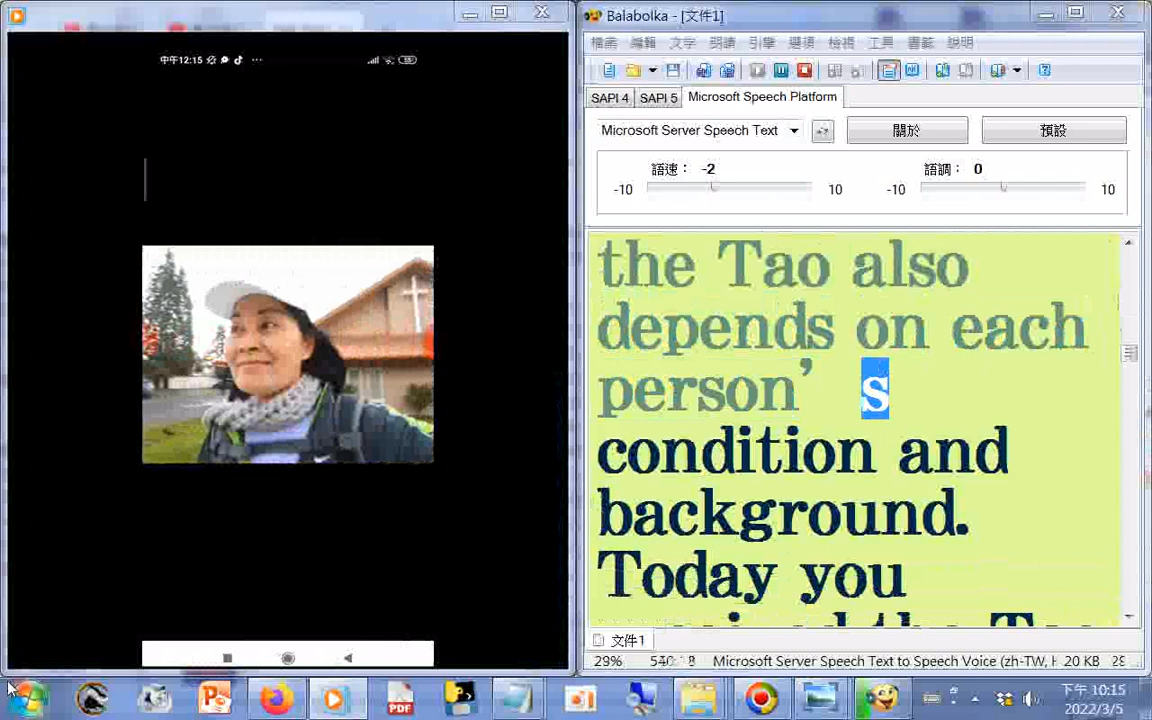 中午12:15
Balabolka - [文件1]
檔案 編輯 文字 朗讀 引擎 選項 檢視 工具 書籤 說明
SAPI 4 SAPI 5 Microsoft Speech Platform
Microsoft Server Speech Text
關於
預設
語速： -2
語調： 0
-10
10
-10
10
the Tao also
depends on each
person’ s
condition and
background.
Today you
文件1
29%
Microsoft Server Speech Text to Speech Voice (zh-TW, H
20 KB
下午 10:15
2022/3/5
PDF